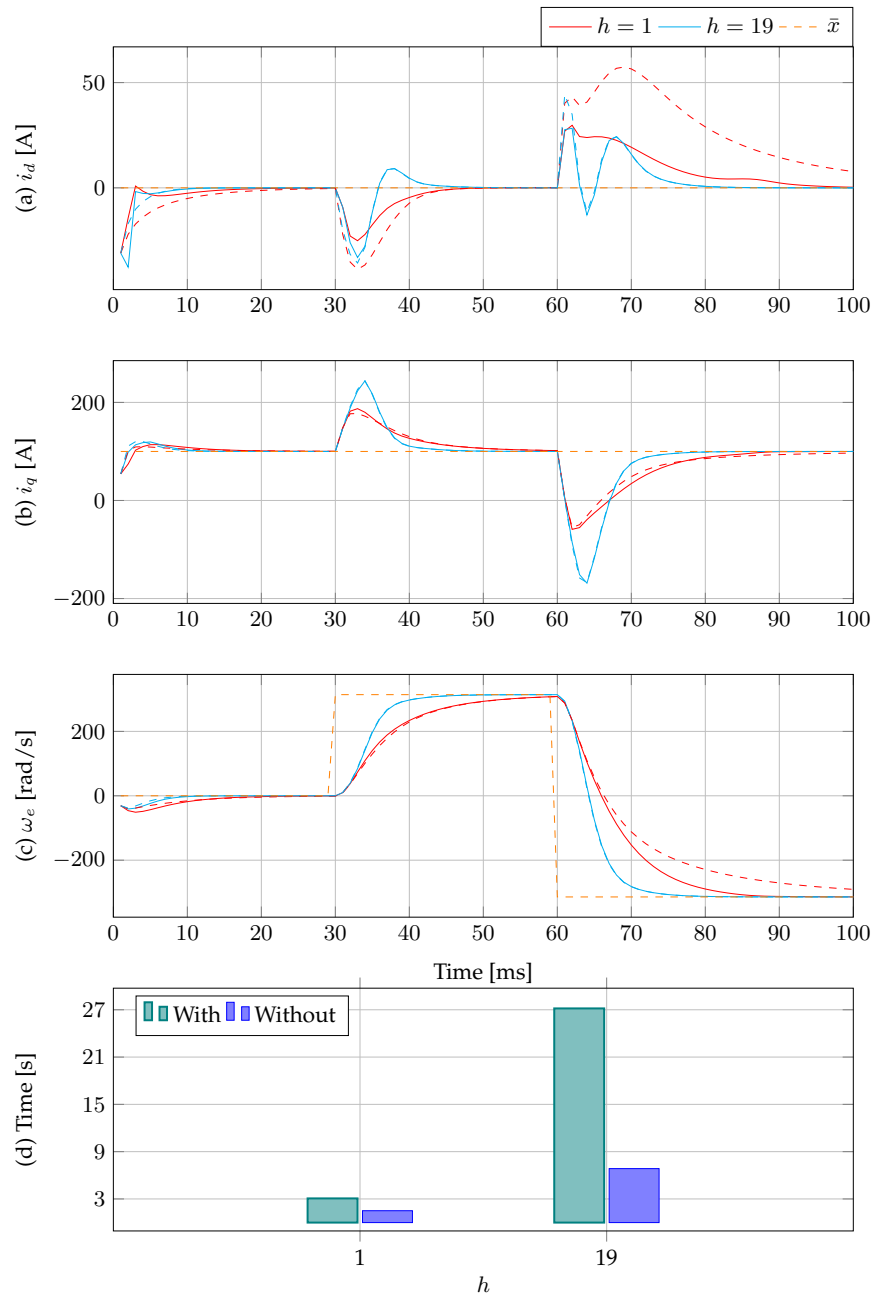 h = 1 h = 19 x̄
50
0
(a) i_d [A]
0 10 20 30 40 50 60 70 80 90 100
200
0
−200
(b) i_q [A]
0 10 20 30 40 50 60 70 80 90 100
200
0
−200
(c) ω_e [rad/s]
0 10 20 30 40 50 60 70 80 90 100
Time [ms]
With Without
27
21
15
9
3
(d) Time [s]
1 19
h